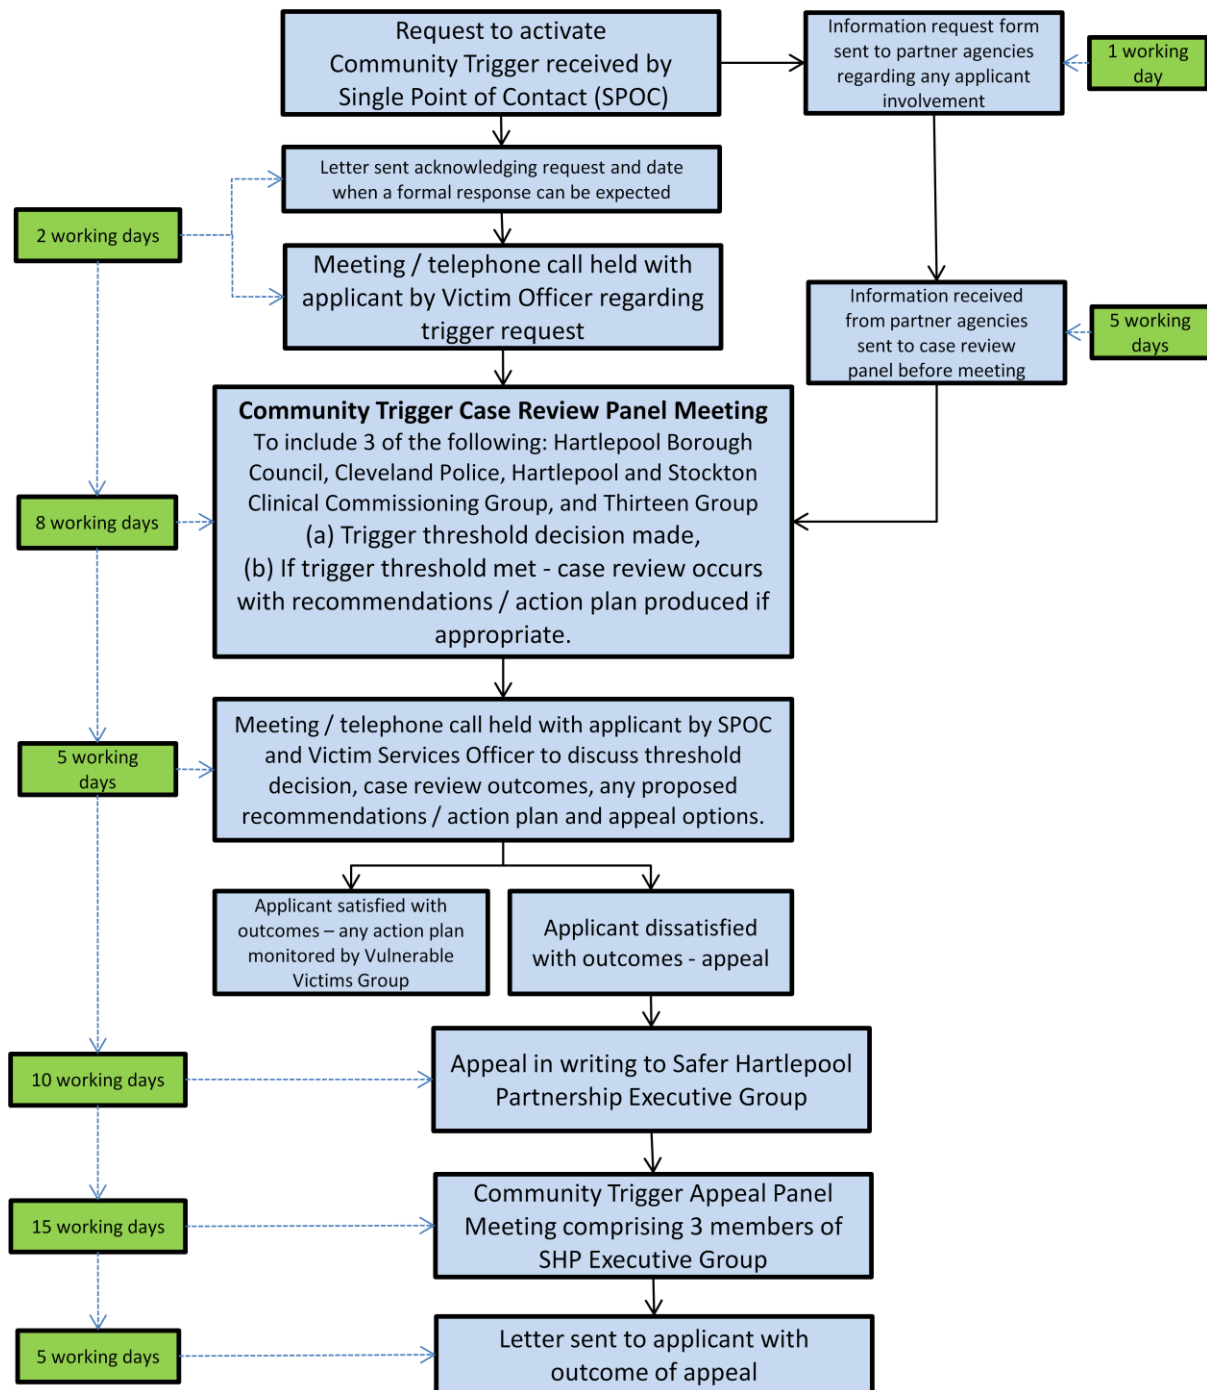 Request to activate
Community Trigger received by
Single Point of Contact (SPOC)
Information request form
sent to partner agencies
regarding any applicant
involvement
1 working
day
Letter sent acknowledging request and date
when a formal response can be expected
2 working days
Meeting / telephone call held with
applicant by Victim Officer regarding
trigger request
Information received
from partner agencies
sent to case review
panel before meeting
5 working
days
Community Trigger Case Review Panel Meeting
To include 3 of the following: Hartlepool Borough
Council, Cleveland Police, Hartlepool and Stockton
Clinical Commissioning Group, and Thirteen Group
(a) Trigger threshold decision made,
(b) If trigger threshold met - case review occurs
with recommendations / action plan produced if
appropriate.
8 working days
Meeting / telephone call held with applicant by SPOC
and Victim Services Officer to discuss threshold
decision, case review outcomes, any proposed
recommendations / action plan and appeal options.
5 working
days
Applicant satisfied with
outcomes – any action plan
monitored by Vulnerable
Victims Group
Applicant dissatisfied
with outcomes - appeal
10 working days
Appeal in writing to Safer Hartlepool
Partnership Executive Group
15 working days
Community Trigger Appeal Panel
Meeting comprising 3 members of
SHP Executive Group
5 working days
Letter sent to applicant with
outcome of appeal